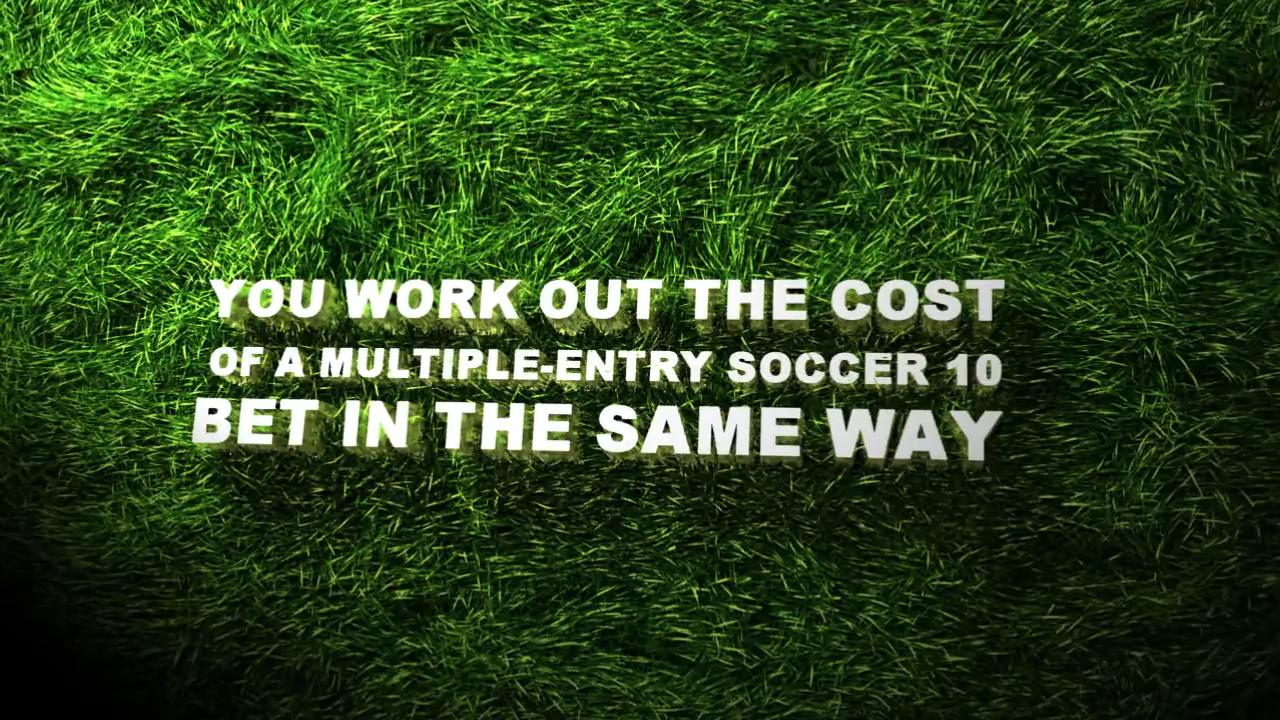 YOU WORK OUT THE COST
OF A MULTIPLE-ENTRY SOCCER 10
BET IN THE SAME WAY